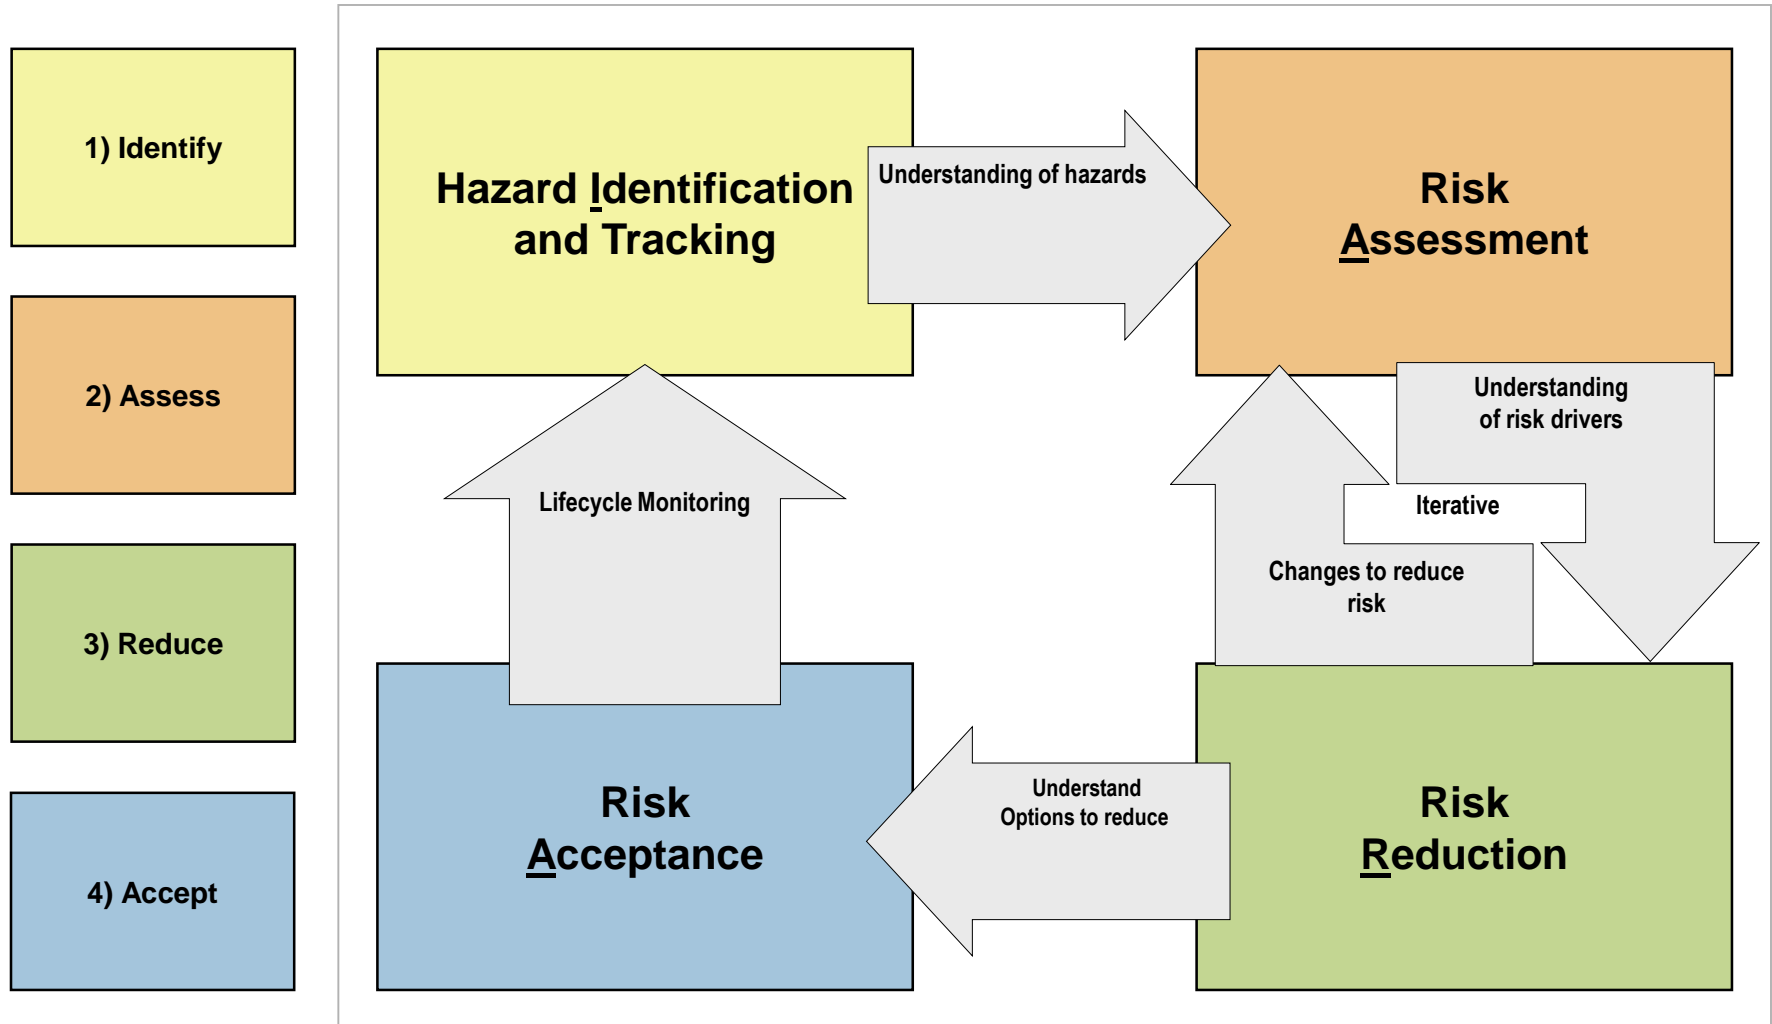 1) Identify
2) Assess
3) Reduce
4) Accept
Hazard Identification
and Tracking
Understanding of hazards
Risk
Assessment
Understanding
of risk drivers
Iterative
Changes to reduce
risk
Lifecycle Monitoring
Risk
Acceptance
Understand
Options to reduce
Risk
Reduction